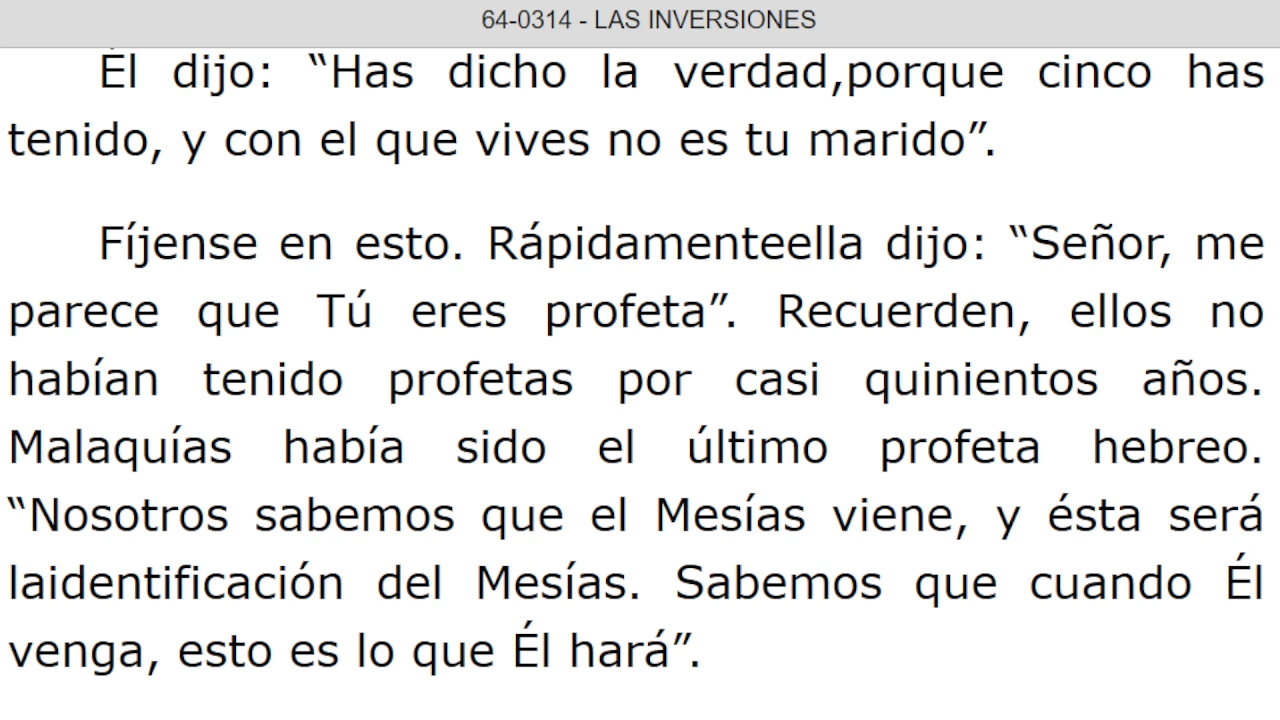 64-0314 - LAS INVERSIONES
Él dijo: “Has dicho la verdad,porque cinco has
tenido, y con el que vives no es tu marido”.
Fíjense en esto. Rápidamenteella dijo: “Señor, me
parece que Tú eres profeta”. Recuerden, ellos no
habían tenido profetas por casi quinientos años.
Malaquías había sido el último profeta hebreo.
“Nosotros sabemos que el Mesías viene, y ésta será
laidentificación del Mesías. Sabemos que cuando Él
venga, esto es lo que Él hará”.